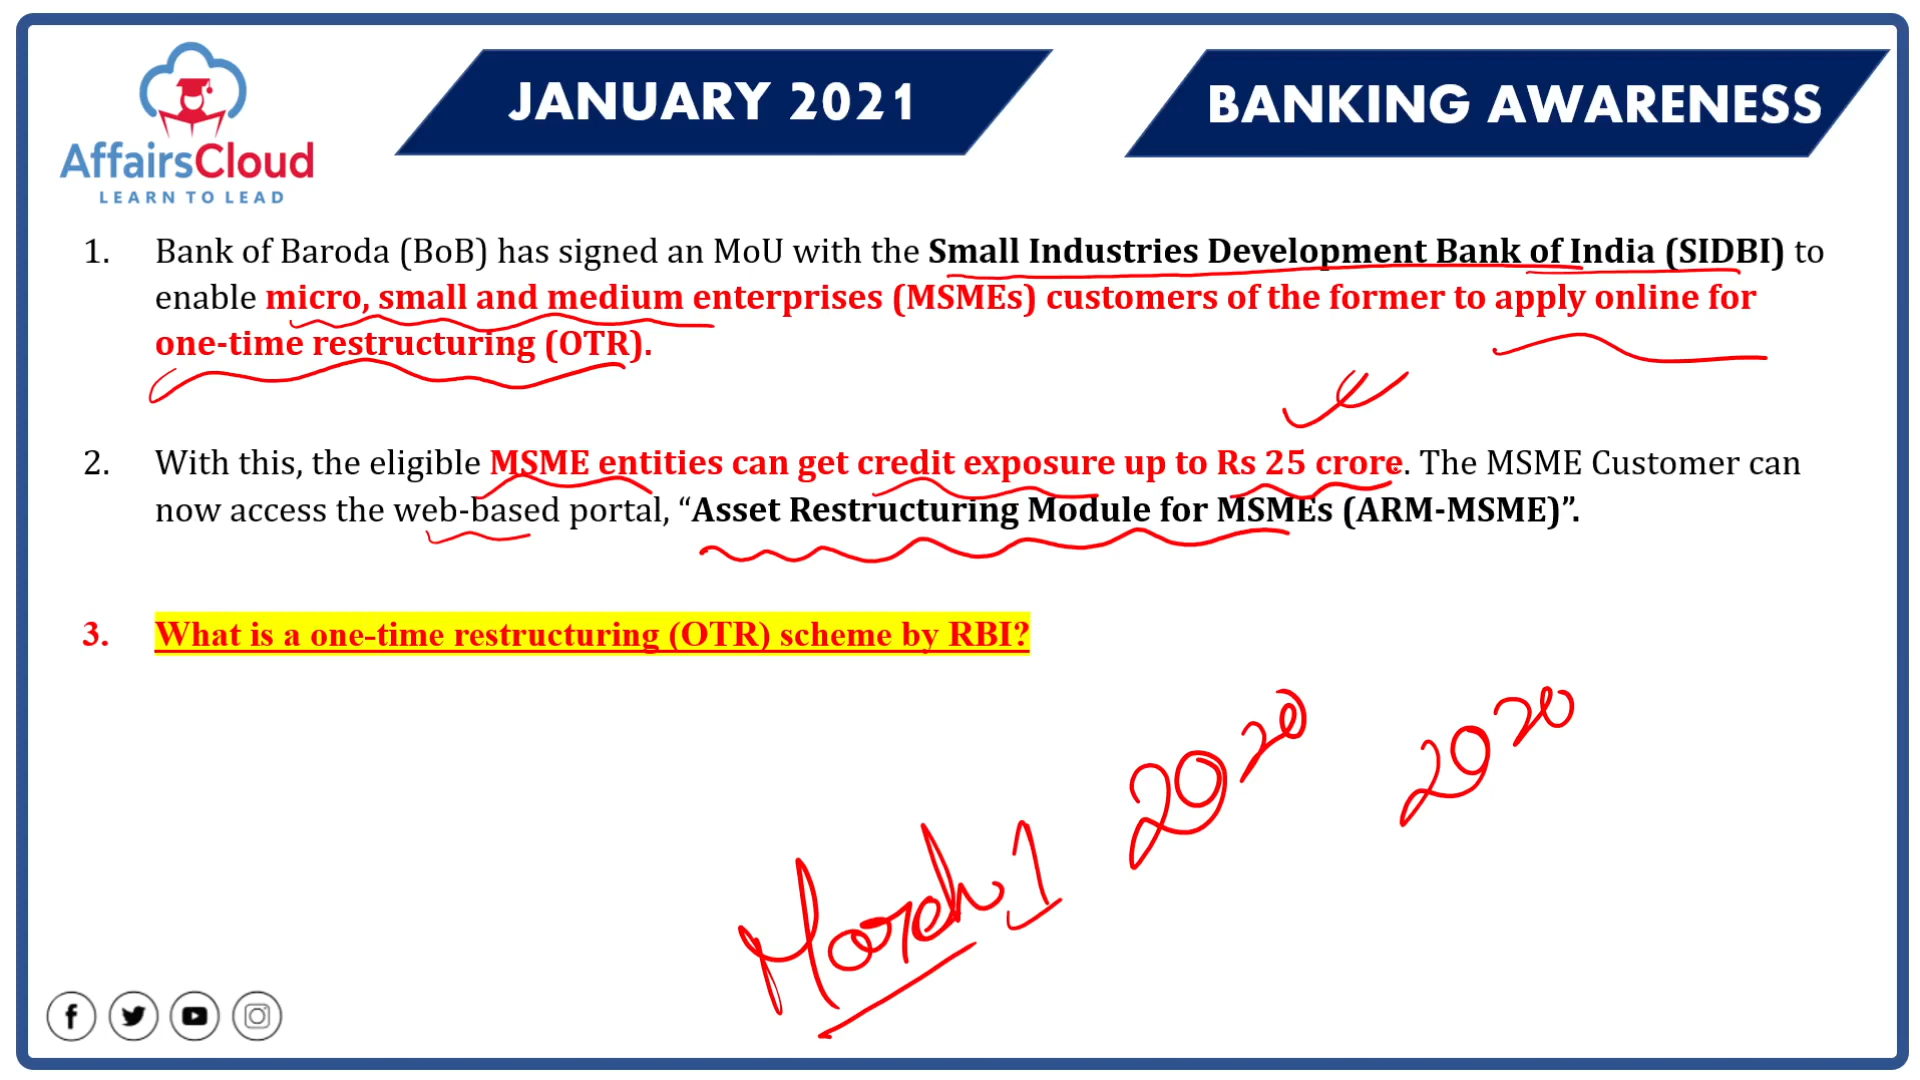 AffairsCloud
LEARN TO LEAD
JANUARY 2021
BANKING AWARENESS
1. Bank of Baroda (BoB) has signed an MoU with the Small Industries Development Bank of India (SIDBI) to
enable micro, small and medium enterprises (MSMEs) customers of the former to apply online for
one-time restructuring (OTR).
2. With this, the eligible MSME entities can get credit exposure up to Rs 25 crore. The MSME Customer can
now access the web-based portal, “Asset Restructuring Module for MSMEs (ARM-MSME)”.
3. What is a one-time restructuring (OTR) scheme by RBI?
March 1 2020 2020